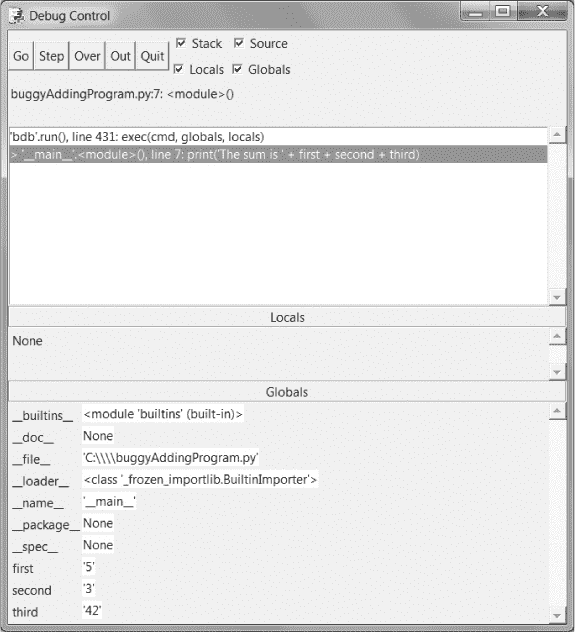 Debug Control
Go Step Over Out Quit Stack Source
Locals Globals
buggyAddingProgram.py:7: <module>()
'bdb'.run(), line 431: exec(cmd, globals, locals)
> '__main__'.<module>(), line 7: print('The sum is ' + first + second + third)
Locals
None
Globals
__builtins__ <module 'builtins' (built-in)>
__doc__ None
__file__ 'C:\\\\buggyAddingProgram.py'
__loader__ <class '_frozen_importlib.BuiltinImporter'>
__name__ '__main__'
__package__ None
__spec__ None
first '5'
second '3'
third '42'